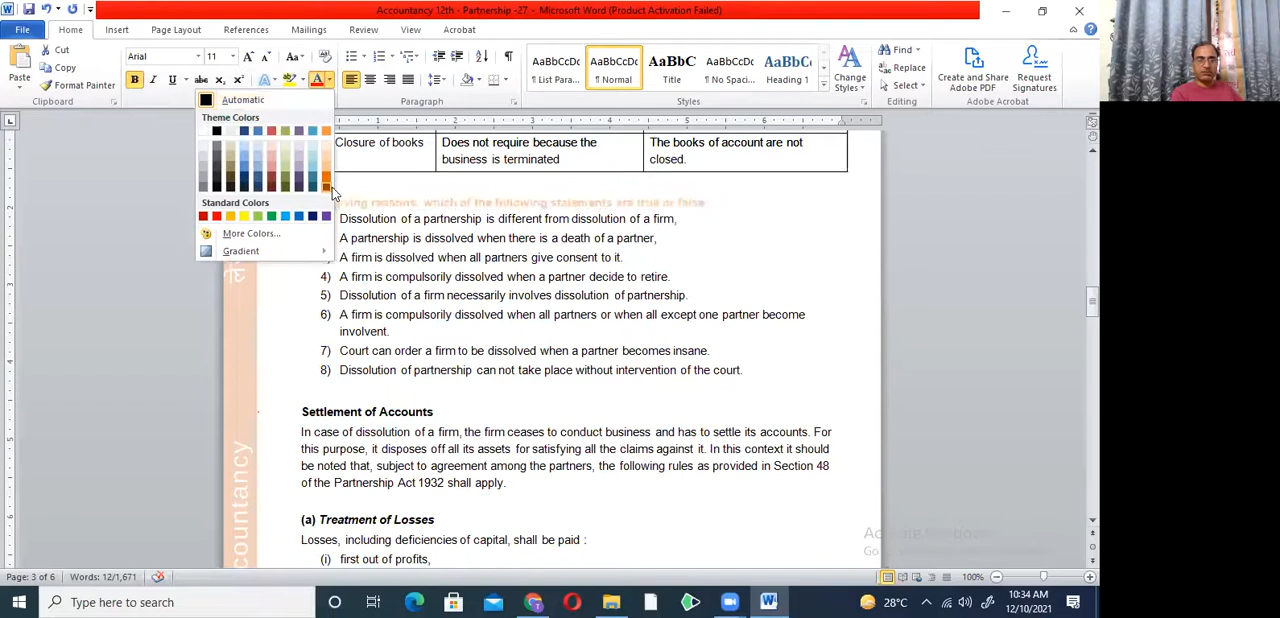 Accountancy 12th - Partnership -27 - Microsoft Word (Product Activation Failed)
File Home Insert Page Layout References Mailings Review View Acrobat
Paste
Cut
Copy
Format Painter
Clipboard
Arial 11
Paragraph
AaBbCcDc AaBbCcDc AaBbC AaBbCcDc AaBbCc
¶ List Para... ¶ Normal Title ¶ No Spaci... Heading 1
Change Styles
Styles
Find
Replace
Select
Editing
Create and Share Adobe PDF
Request Signatures
Adobe Acrobat
Automatic
Theme Colors
Standard Colors
More Colors...
Gradient
Closure of books Does not require because the business is terminated The books of account are not closed.
reasons, which of the following statements are true or false
Dissolution of a partnership is different from dissolution of a firm,
A partnership is dissolved when there is a death of a partner,
A firm is dissolved when all partners give consent to it.
4) A firm is compulsorily dissolved when a partner decide to retire.
5) Dissolution of a firm necessarily involves dissolution of partnership.
6) A firm is compulsorily dissolved when all partners or when all except one partner become
involvent.
7) Court can order a firm to be dissolved when a partner becomes insane.
8) Dissolution of partnership can not take place without intervention of the court.
Settlement of Accounts
In case of dissolution of a firm, the firm ceases to conduct business and has to settle its accounts. For
this purpose, it disposes off all its assets for satisfying all the claims against it. In this context it should
be noted that, subject to agreement among the partners, the following rules as provided in Section 48
of the Partnership Act 1932 shall apply.
(a) Treatment of Losses
Losses, including deficiencies of capital, shall be paid :
(i) first out of profits,
Page: 3 of 6 Words: 12/1,671 100%
Type here to search
28°C
10:34 AM
12/10/2021